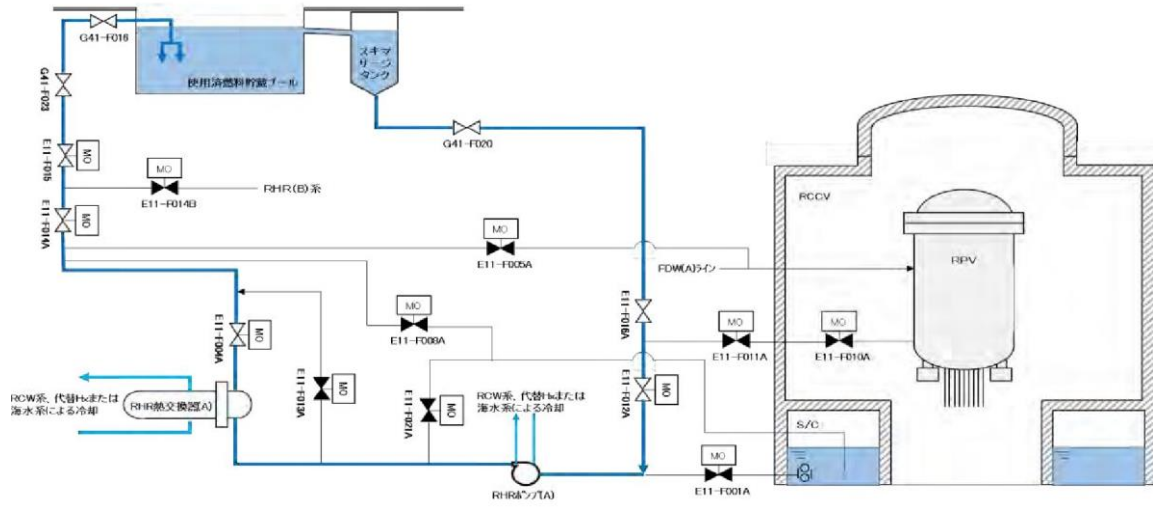 G41-F016
使用済燃料貯蔵プール
スキマ
サージ
タンク
G41-F023
G41-F020
E11-F015
MO
MO
E11-F014B
RHR(B)系
E11-F014A
MO
RCCV
MO
E11-F005A
FDW(A)ライン
RPV
E11-F016A
MO
E11-F008A
MO
E11-F011A
MO
E11-F010A
E11-F004A
MO
RCW系、代替Hxまたは
海水系による冷却
RHR熱交換器(A)
E11-F013A
MO
E11-F021A
MO
RCW系、代替Hxまたは
海水系による冷却
E11-F012A
MO
S/C
MO
E11-F001A
RHRポンプ(A)